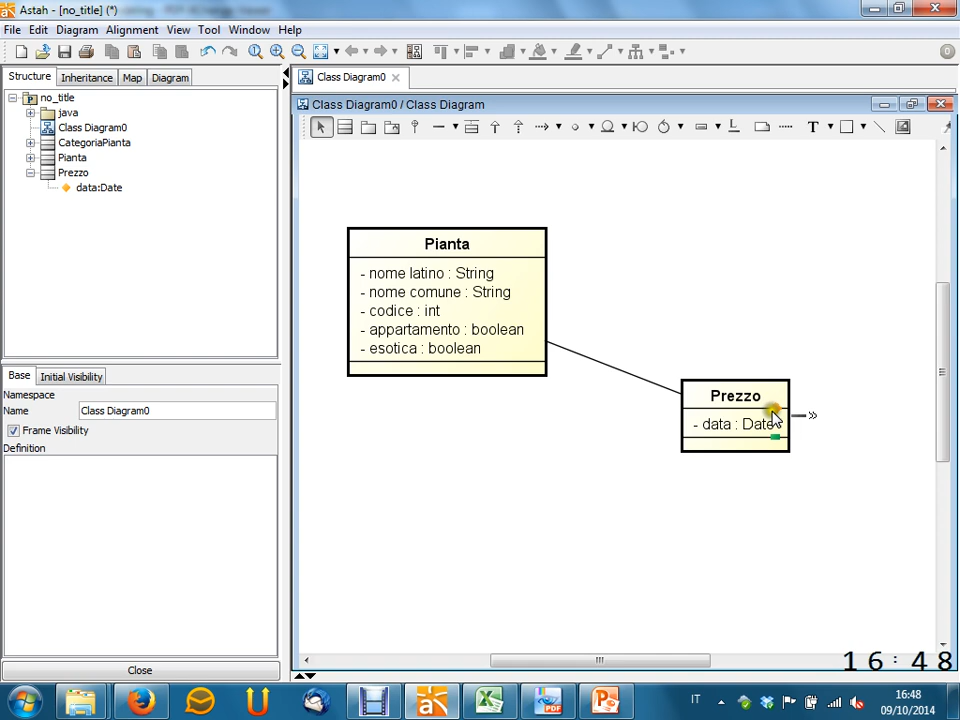 Astah - [no_title] (*)
File Edit Diagram Alignment View Tool Window Help
Structure Inheritance Map Diagram
Class Diagram0
no_title
java
Class Diagram0
CategoriaPianta
Pianta
Prezzo
data:Date
Class Diagram0 / Class Diagram
T
Pianta
- nome latino : String
- nome comune : String
- codice : int
- appartamento : boolean
- esotica : boolean
Prezzo
- data : Date
Base Initial Visibility
Namespace
Name Class Diagram0
Frame Visibility
Definition
Close
16:48
IT
16:48
09/10/2014